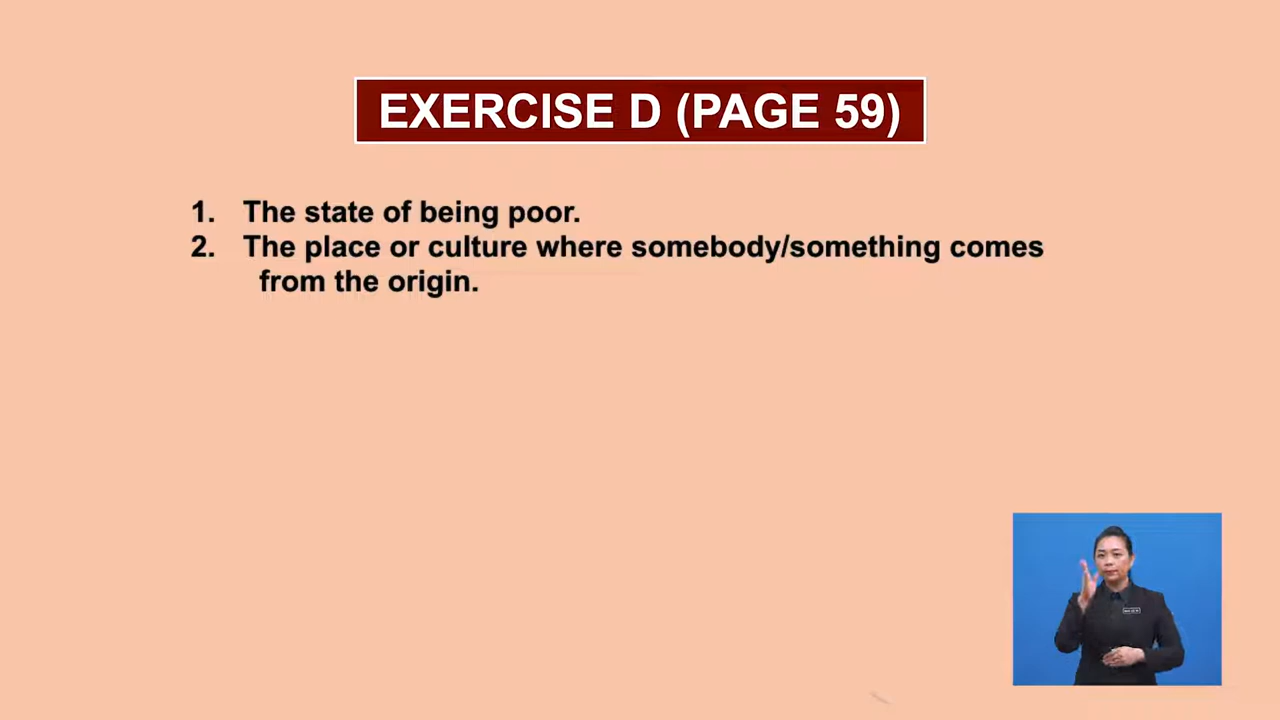 EXERCISE D (PAGE 59)
1. The state of being poor.
2. The place or culture where somebody/something comes
from the origin.